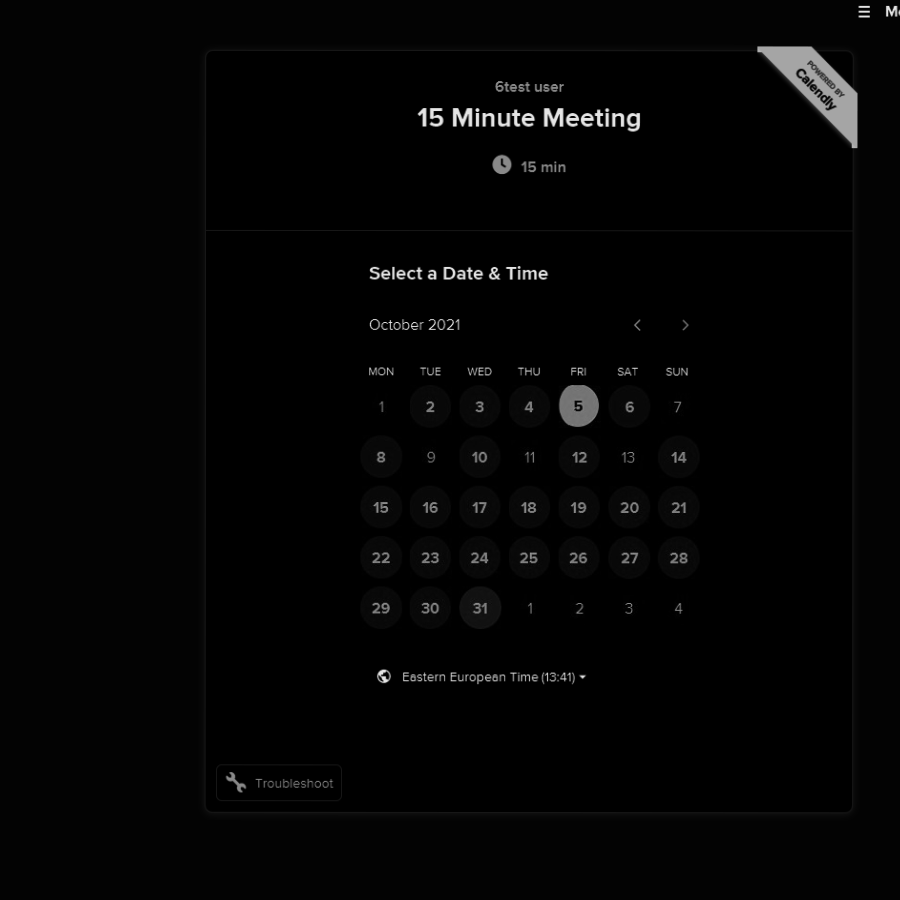 ☰ M
6test user
15 Minute Meeting
POWERED BY
Calendly
15 min
Select a Date & Time
October 2021
MON TUE WED THU FRI SAT SUN
1 2 3 4 5 6 7
8 9 10 11 12 13 14
15 16 17 18 19 20 21
22 23 24 25 26 27 28
29 30 31 1 2 3 4
Eastern European Time (13:41)
Troubleshoot